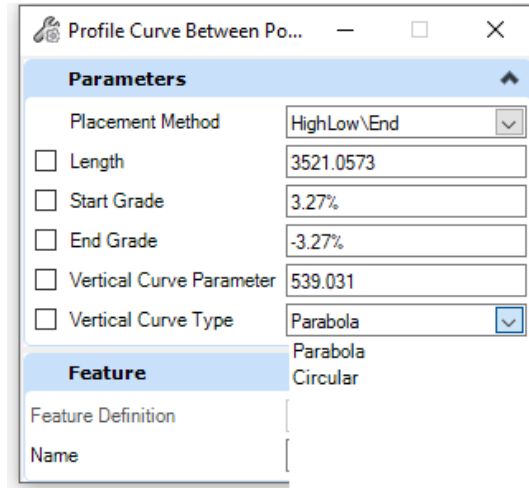 Profile Curve Between Po...
Parameters
Placement Method HighLow\End
Length 3521.0573
Start Grade 3.27%
End Grade -3.27%
Vertical Curve Parameter 539.031
Vertical Curve Type Parabola
Parabola
Circular
Feature
Feature Definition
Name